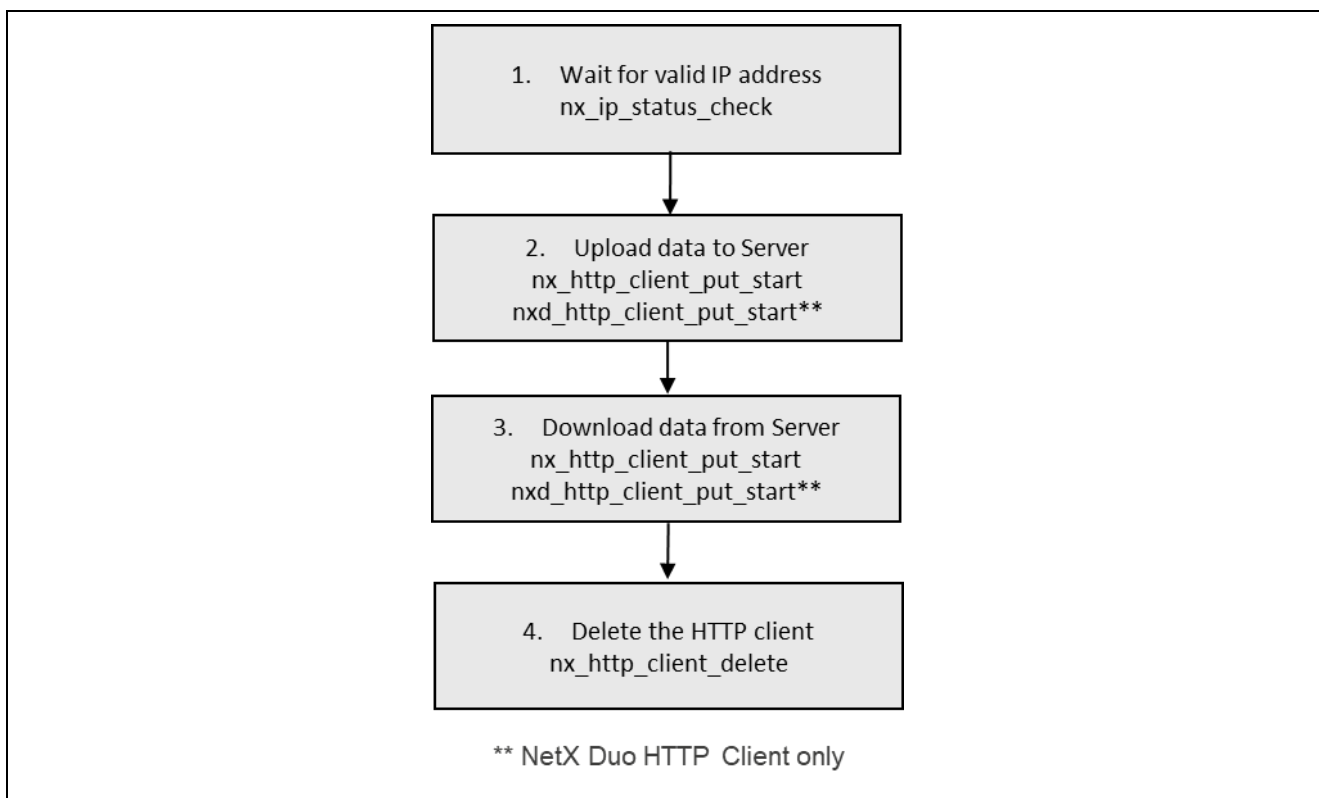 1. Wait for valid IP address
nx_ip_status_check
2. Upload data to Server
nx_http_client_put_start
nxd_http_client_put_start**
3. Download data from Server
nx_http_client_put_start
nxd_http_client_put_start**
4. Delete the HTTP client
nx_http_client_delete
** NetX Duo HTTP Client only